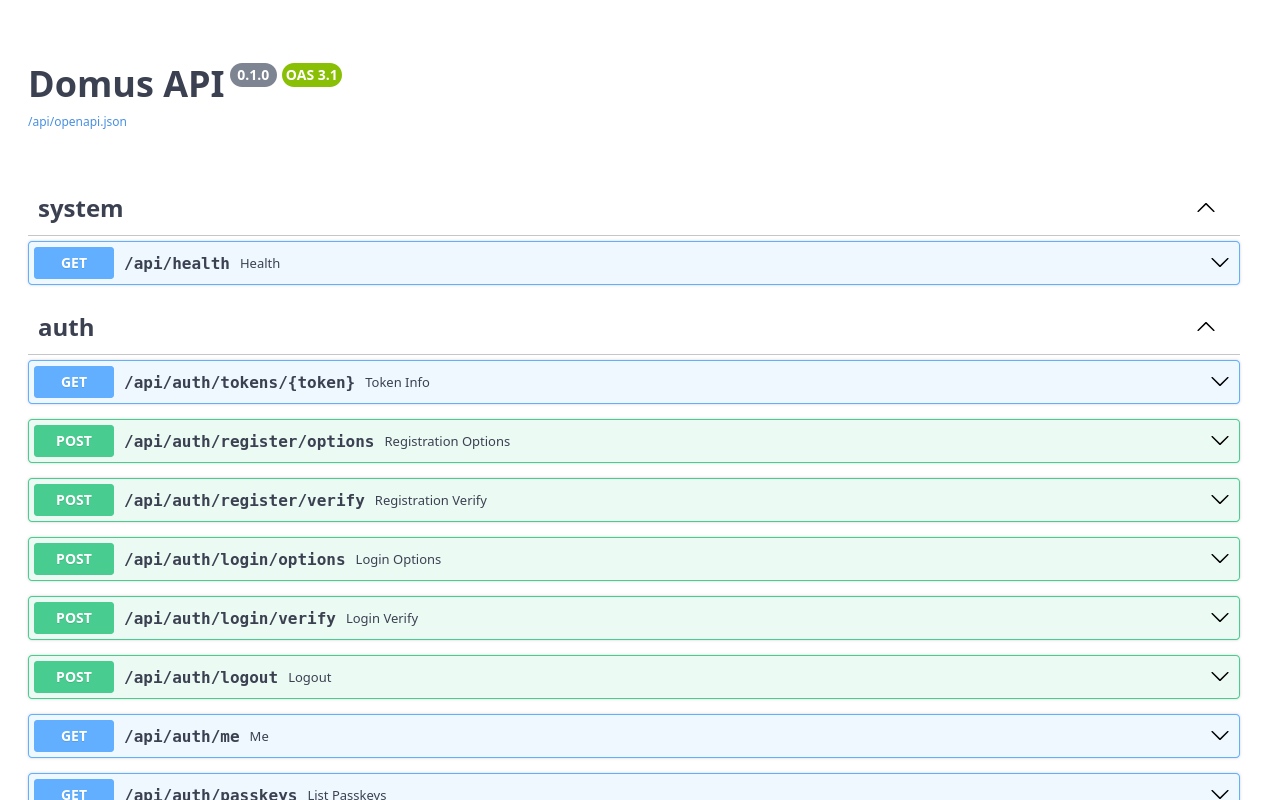 Domus API 0.1.0 OAS 3.1
/api/openapi.json
system
GET /api/health Health
auth
GET /api/auth/tokens/{token} Token Info
POST /api/auth/register/options Registration Options
POST /api/auth/register/verify Registration Verify
POST /api/auth/login/options Login Options
POST /api/auth/login/verify Login Verify
POST /api/auth/logout Logout
GET /api/auth/me Me
GET /api/auth/passkeys List Passkeys